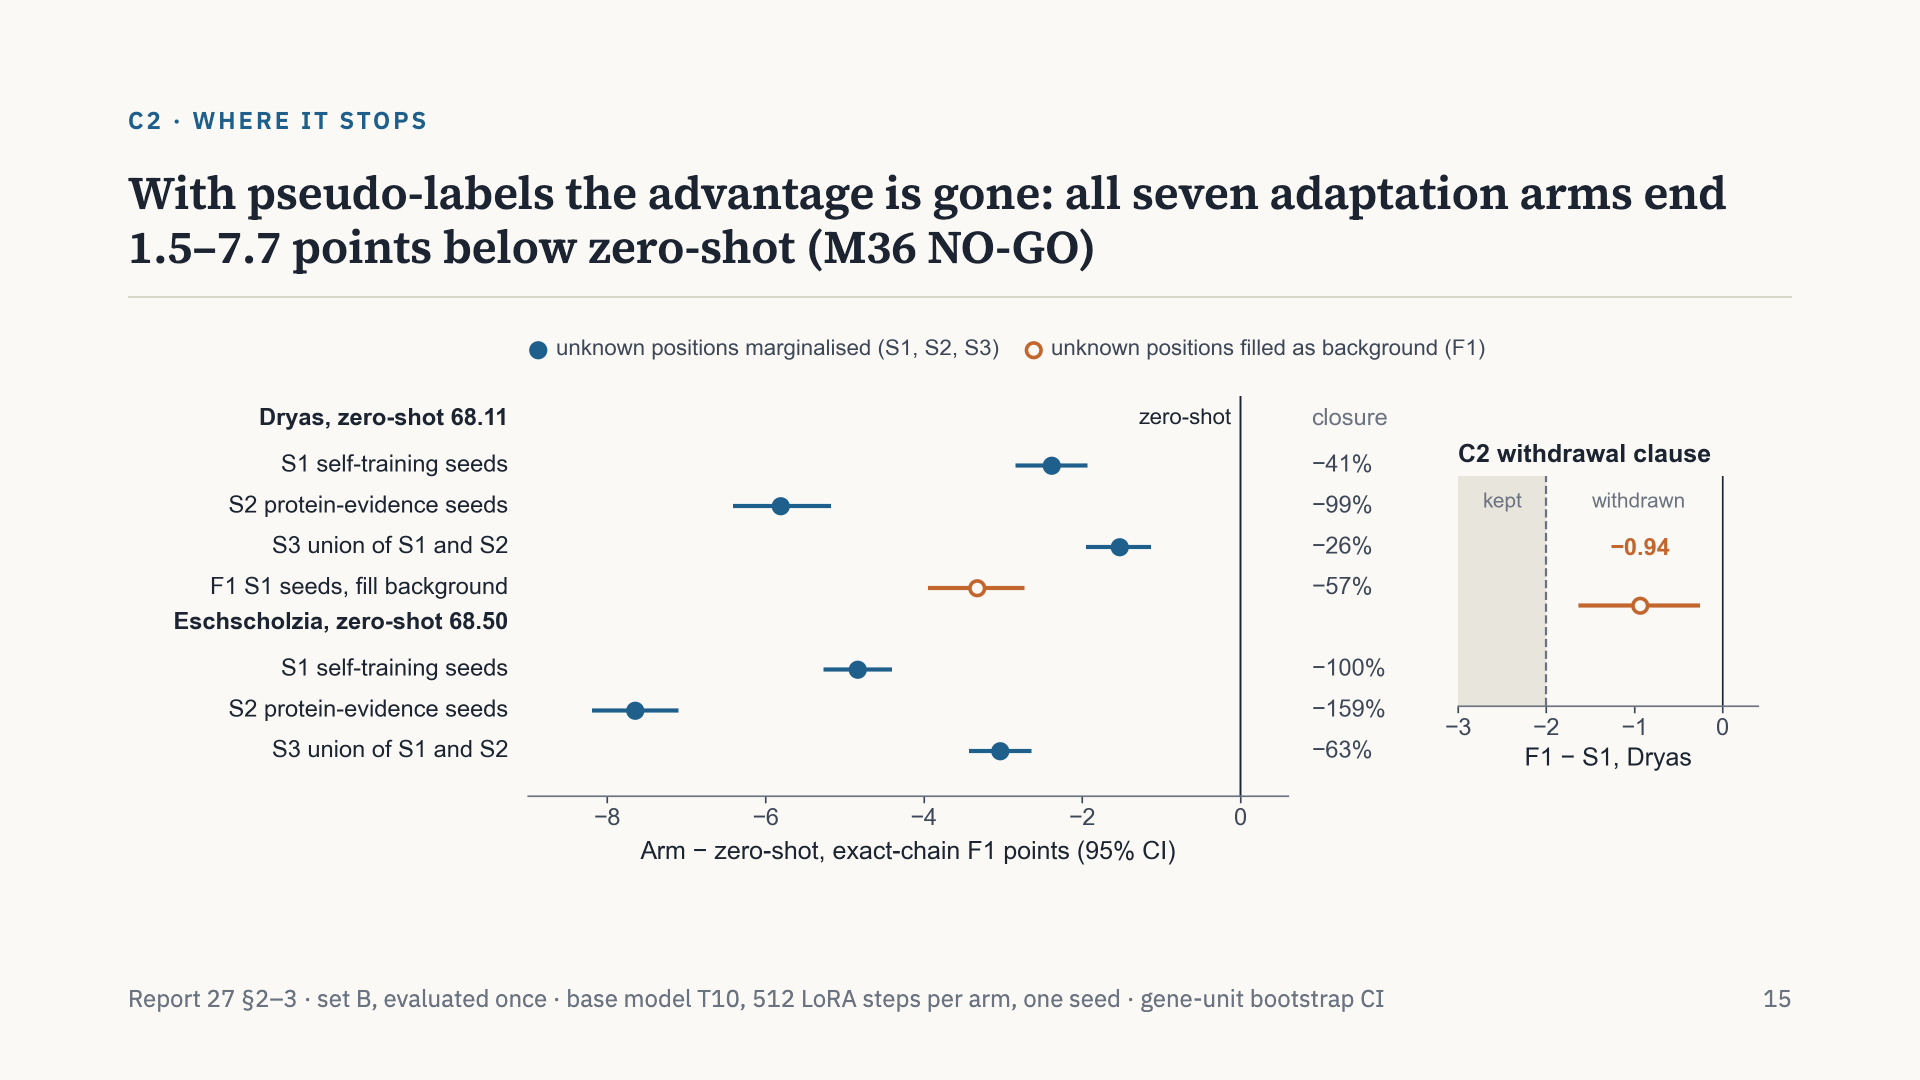 C2 · WHERE IT STOPS
With pseudo-labels the advantage is gone: all seven adaptation arms end
1.5–7.7 points below zero-shot (M36 NO-GO)
unknown positions marginalised (S1, S2, S3)
unknown positions filled as background (F1)
Dryas, zero-shot 68.11
zero-shot
closure
S1 self-training seeds
−41%
S2 protein-evidence seeds
−99%
S3 union of S1 and S2
−26%
F1 S1 seeds, fill background
−57%
Eschscholzia, zero-shot 68.50
S1 self-training seeds
−100%
S2 protein-evidence seeds
−159%
S3 union of S1 and S2
−63%
−8 −6 −4 −2 0
Arm − zero-shot, exact-chain F1 points (95% CI)
C2 withdrawal clause
kept
withdrawn
−0.94
−3 −2 −1 0
F1 − S1, Dryas
Report 27 §2–3 · set B, evaluated once · base model T10, 512 LoRA steps per arm, one seed · gene-unit bootstrap CI
15